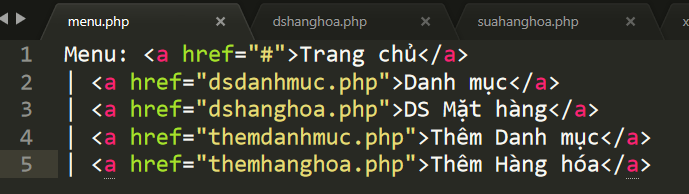 menu.php dshanghoa.php suahanghoa.php x
1 Menu: <a href="#">Trang chủ</a>
2 | <a href="dsdanhmuc.php">Danh mục</a>
3 | <a href="dshanghoa.php">DS Mặt hàng</a>
4 | <a href="themdanhmuc.php">Thêm Danh mục</a>
5 | <a href="themhanghoa.php">Thêm Hàng hóa</a>